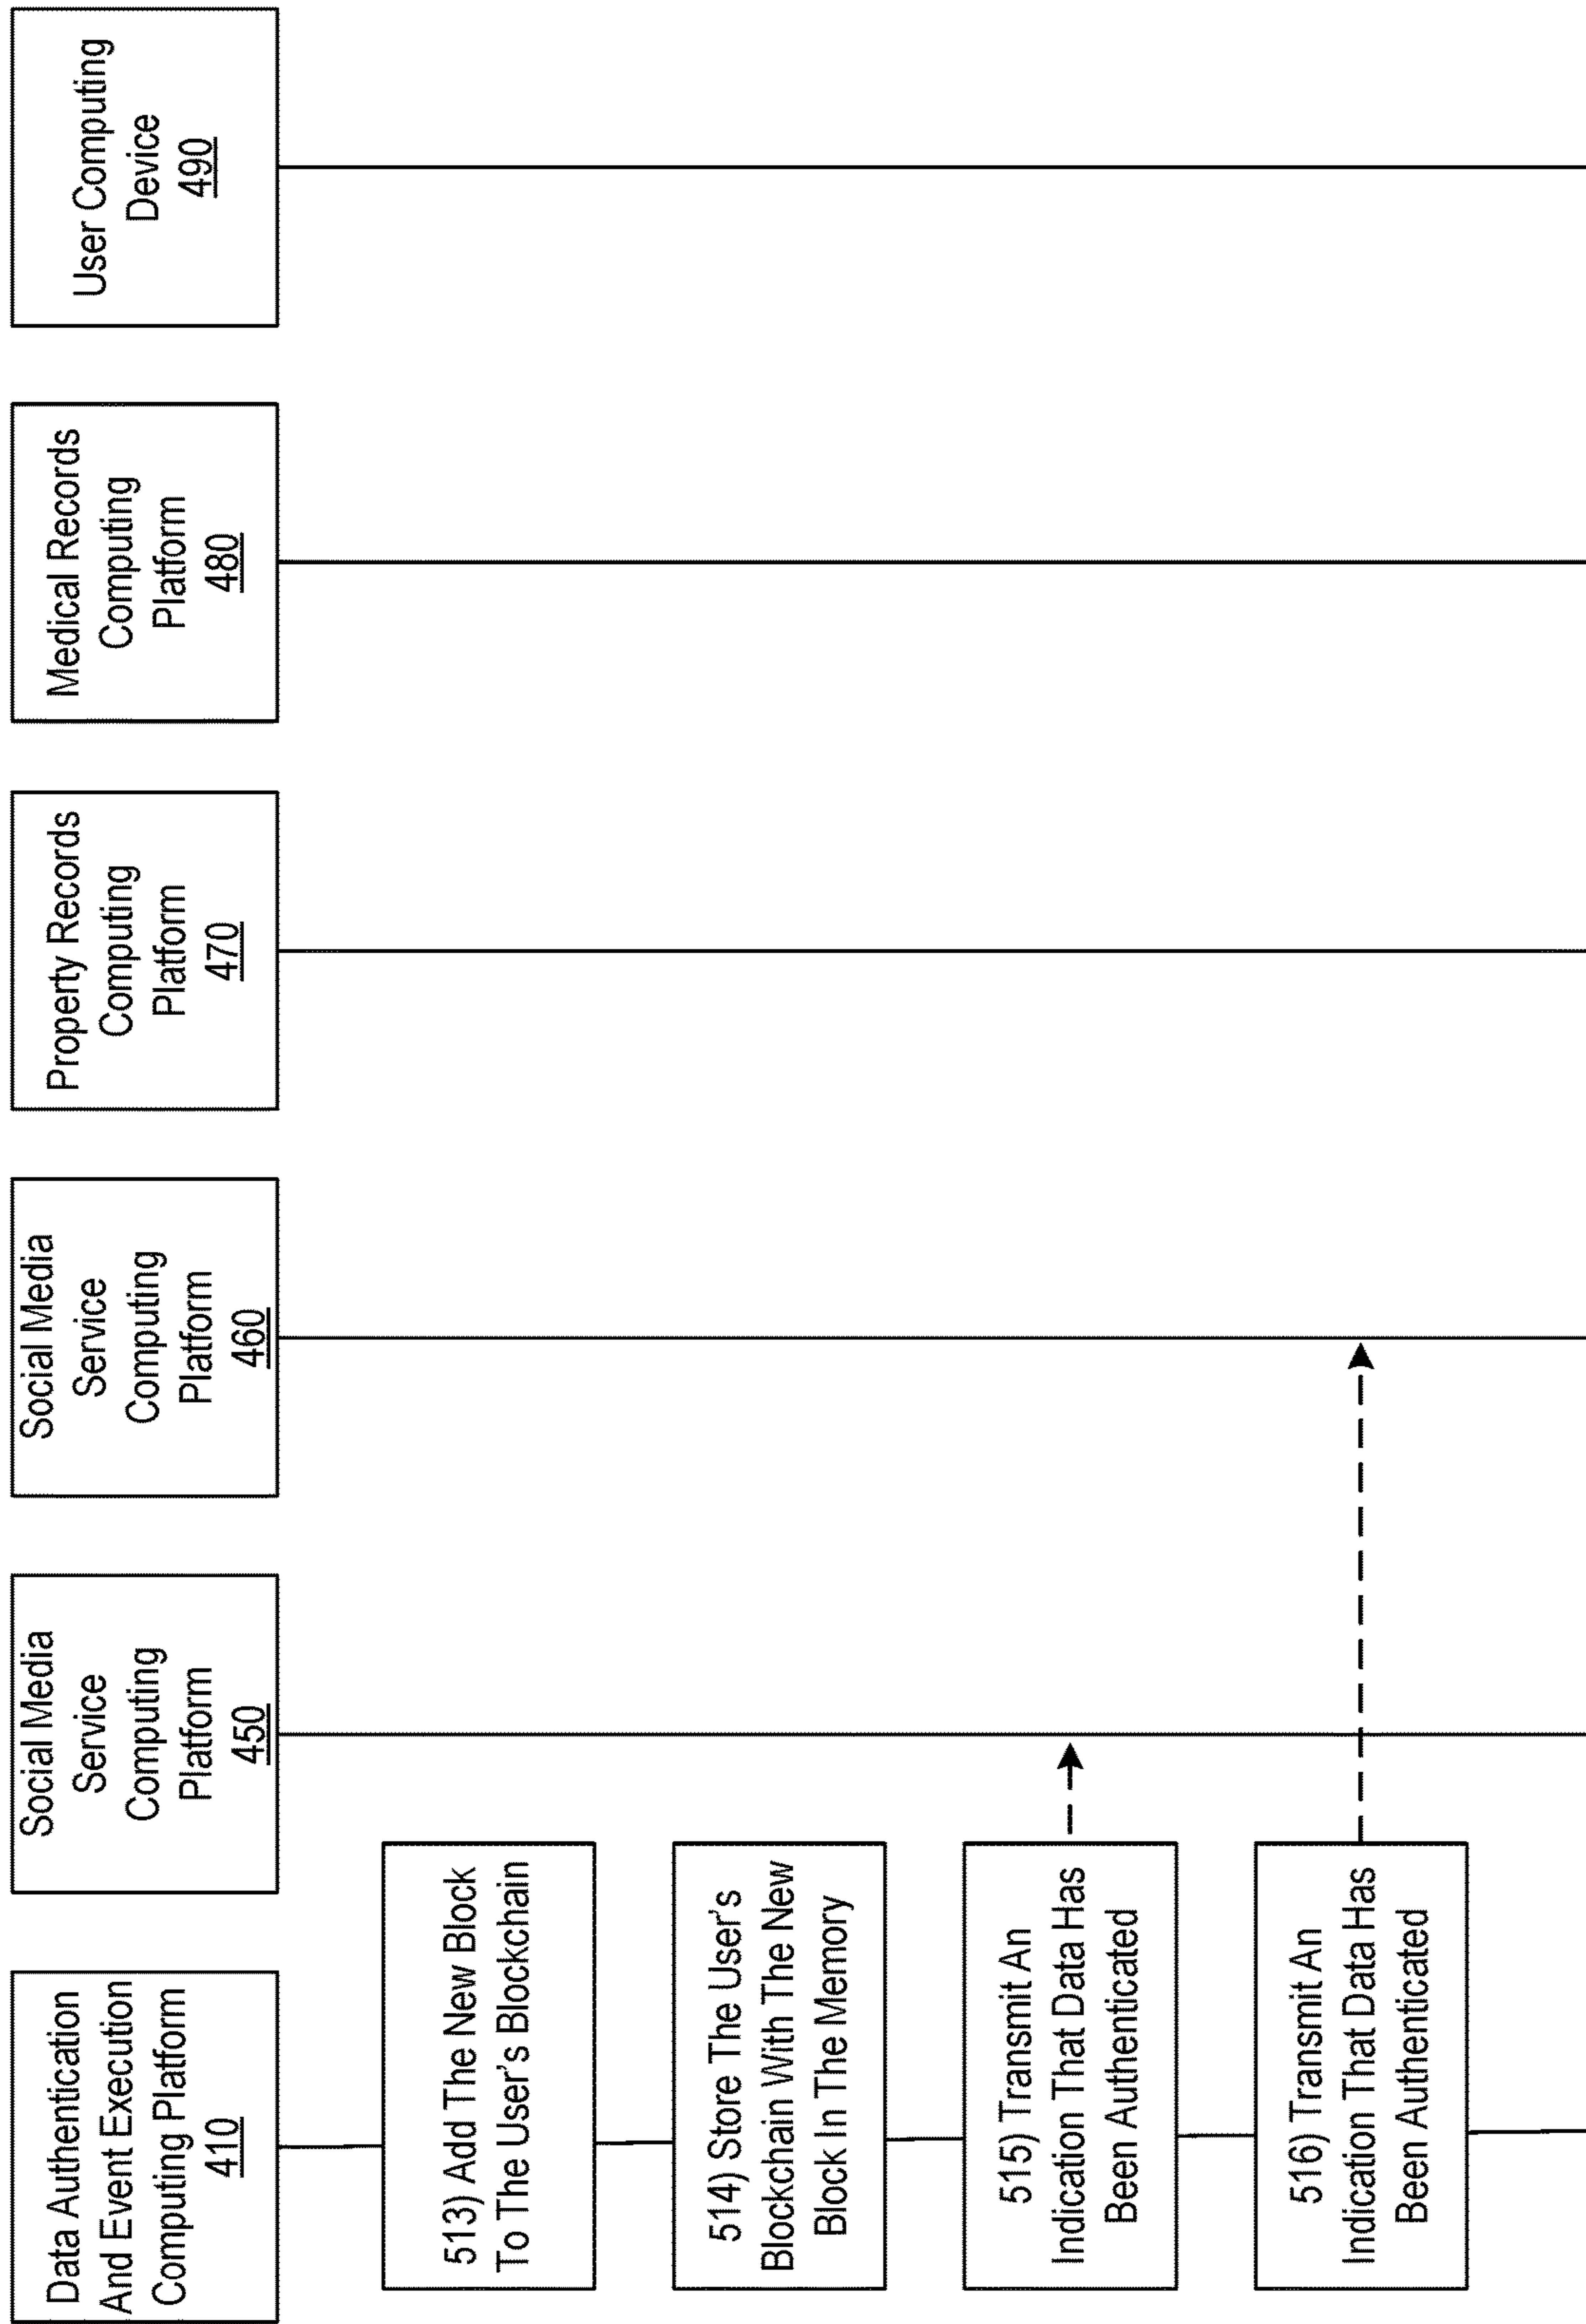 Data Authentication
And Event Execution
Computing Platform
410
Social Media
Service
Computing
Platform
450
Social Media
Service
Computing
Platform
460
Property Records
Computing
Platform
470
Medical Records
Computing
Platform
480
User Computing
Device
490
513) Add The New Block
To The User's Blockchain
514) Store The User's
Blockchain With The New
Block In The Memory
515) Transmit An
Indication That Data Has
Been Authenticated
516) Transmit An
Indication That Data Has
Been Authenticated